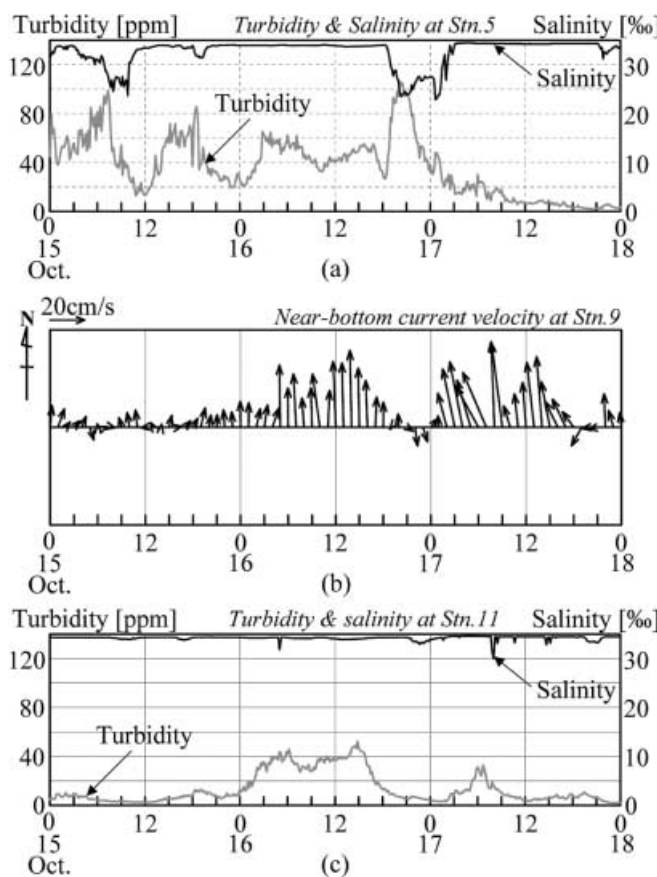 Turbidity [ppm] Turbidity & Salinity at Stn.5 Salinity [‰]
120 30
Salinity
80 Turbidity 20
40 10
0 0
0 12 0 12 0 12 0
15 16 17 18
Oct. (a)
20cm/s Near-bottom current velocity at Stn.9
N
0 12 0 12 0 12 0
15 16 17 18
Oct. (b)
Turbidity [ppm] Turbidity & salinity at Stn.11 Salinity [‰]
120 30
Salinity
80 20
Turbidity
40 10
0 0
0 12 0 12 0 12 0
15 16 17 18
Oct. (c)